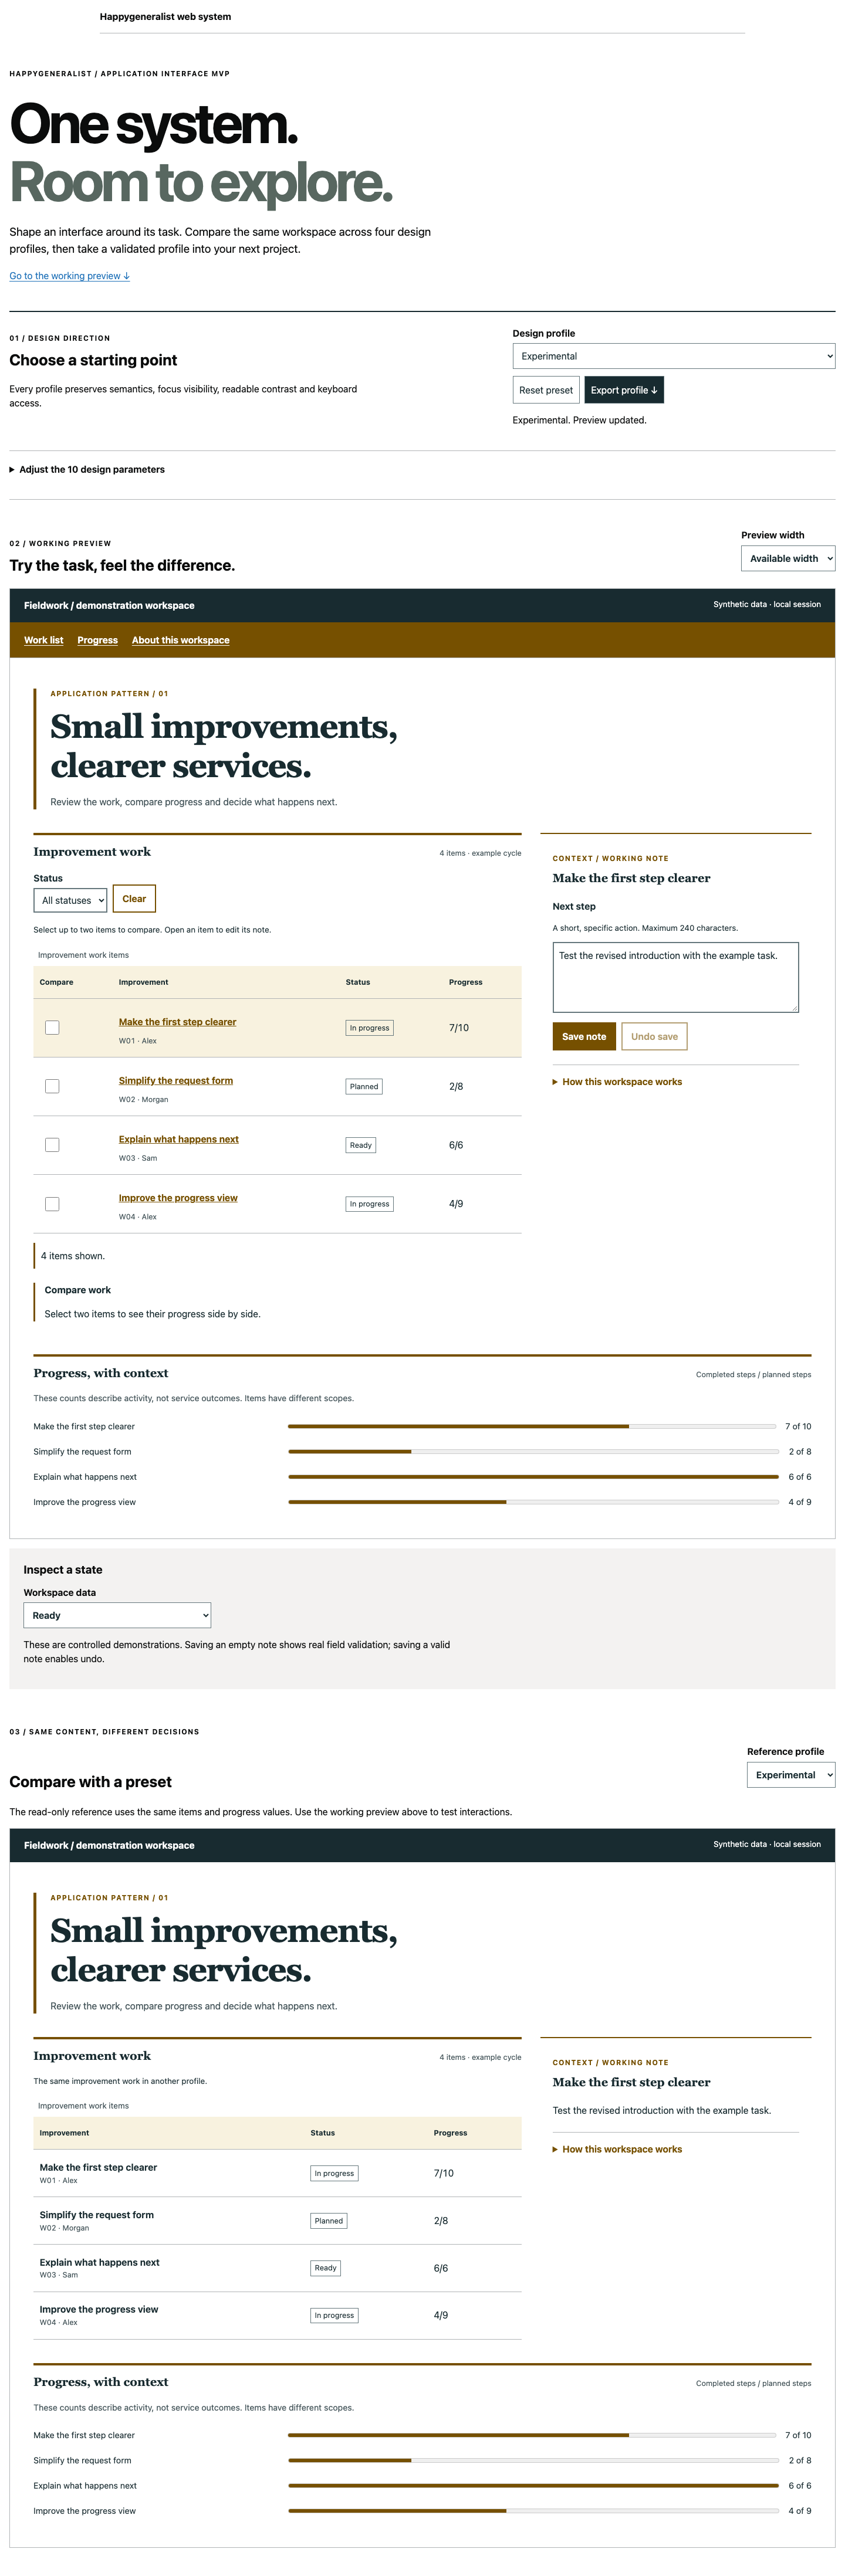 Happygeneralist web system
HAPPYGENERALIST / APPLICATION INTERFACE MVP
One system.
Room to explore.
Shape an interface around its task. Compare the same workspace across four design
profiles, then take a validated profile into your next project.
Go to the working preview ↓
01 / DESIGN DIRECTION
Choose a starting point
Every profile preserves semantics, focus visibility, readable contrast and keyboard
access.
Design profile
Experimental
Reset preset
Export profile ↓
Experimental. Preview updated.
Adjust the 10 design parameters
02 / WORKING PREVIEW
Try the task, feel the difference.
Preview width
Available width
Fieldwork / demonstration workspace
Synthetic data · local session
Work list
Progress
About this workspace
APPLICATION PATTERN / 01
Small improvements,
clearer services.
Review the work, compare progress and decide what happens next.
Improvement work
4 items · example cycle
Status
All statuses
Clear
Select up to two items to compare. Open an item to edit its note.
Improvement work items
Compare Improvement Status Progress
Make the first step clearer In progress 7/10
W01 · Alex
Simplify the request form Planned 2/8
W02 · Morgan
Explain what happens next Ready 6/6
W03 · Sam
Improve the progress view In progress 4/9
W04 · Alex
4 items shown.
Compare work
Select two items to see their progress side by side.
CONTEXT / WORKING NOTE
Make the first step clearer
Next step
A short, specific action. Maximum 240 characters.
Test the revised introduction with the example task.
Save note
Undo save
How this workspace works
Progress, with context
Completed steps / planned steps
These counts describe activity, not service outcomes. Items have different scopes.
Make the first step clearer 7 of 10
Simplify the request form 2 of 8
Explain what happens next 6 of 6
Improve the progress view 4 of 9
Inspect a state
Workspace data
Ready
These are controlled demonstrations. Saving an empty note shows real field validation; saving a valid
note enables undo.
03 / SAME CONTENT, DIFFERENT DECISIONS
Compare with a preset
Reference profile
Experimental
The read-only reference uses the same items and progress values. Use the working preview above to test interactions.
Fieldwork / demonstration workspace
Synthetic data · local session
APPLICATION PATTERN / 01
Small improvements,
clearer services.
Review the work, compare progress and decide what happens next.
Improvement work
4 items · example cycle
The same improvement work in another profile.
Improvement work items
Improvement Status Progress
Make the first step clearer In progress 7/10
W01 · Alex
Simplify the request form Planned 2/8
W02 · Morgan
Explain what happens next Ready 6/6
W03 · Sam
Improve the progress view In progress 4/9
W04 · Alex
CONTEXT / WORKING NOTE
Make the first step clearer
Test the revised introduction with the example task.
How this workspace works
Progress, with context
Completed steps / planned steps
These counts describe activity, not service outcomes. Items have different scopes.
Make the first step clearer 7 of 10
Simplify the request form 2 of 8
Explain what happens next 6 of 6
Improve the progress view 4 of 9